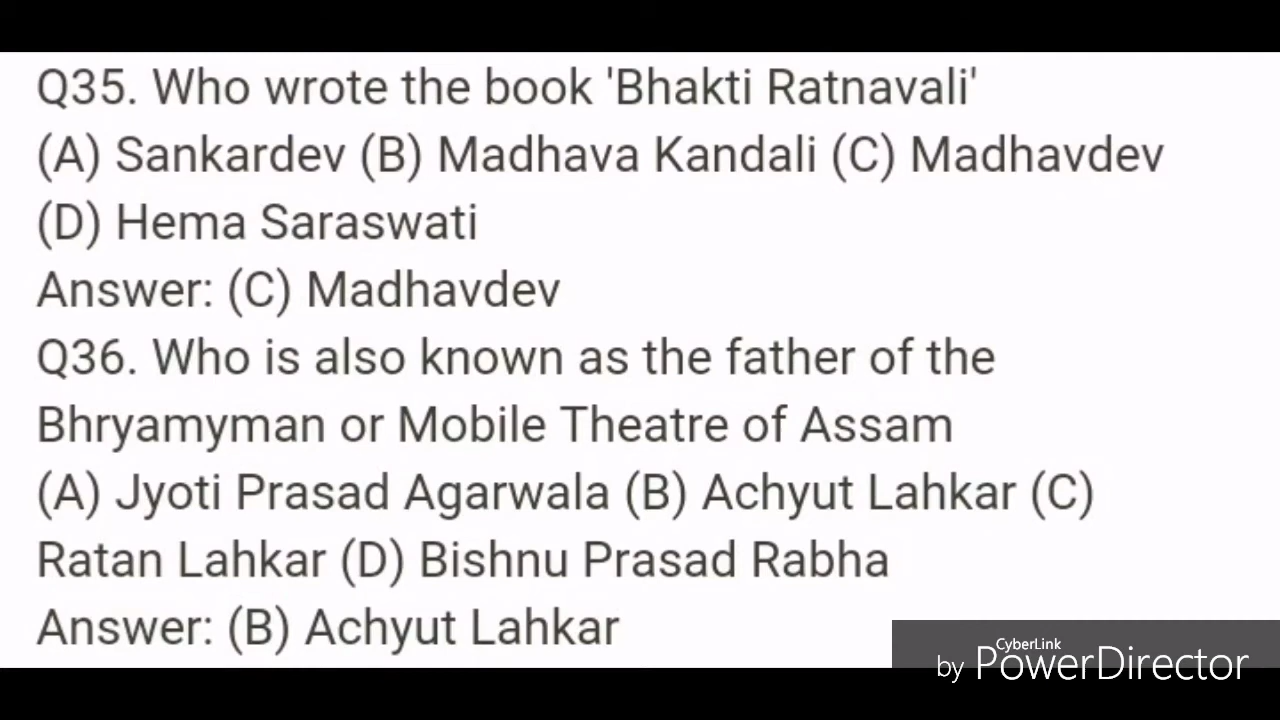 Q35. Who wrote the book 'Bhakti Ratnavali'
(A) Sankardev (B) Madhava Kandali (C) Madhavdev
(D) Hema Saraswati
Answer: (C) Madhavdev
Q36. Who is also known as the father of the
Bhryamyman or Mobile Theatre of Assam
(A) Jyoti Prasad Agarwala (B) Achyut Lahkar (C)
Ratan Lahkar (D) Bishnu Prasad Rabha
Answer: (B) Achyut Lahkar
CyberLink
by PowerDirector